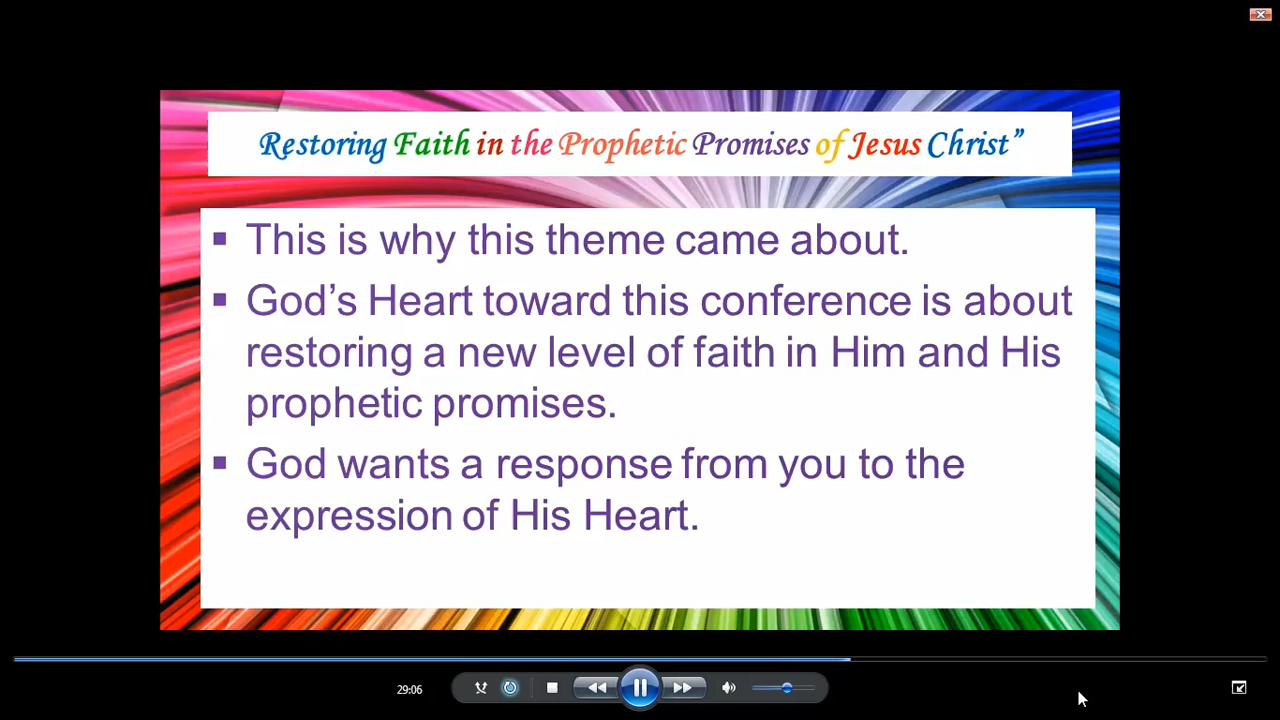 Restoring Faith in the Prophetic Promises of Jesus Christ”
▪ This is why this theme came about.
▪ God’s Heart toward this conference is about
restoring a new level of faith in Him and His
prophetic promises.
▪ God wants a response from you to the
expression of His Heart.
29:06